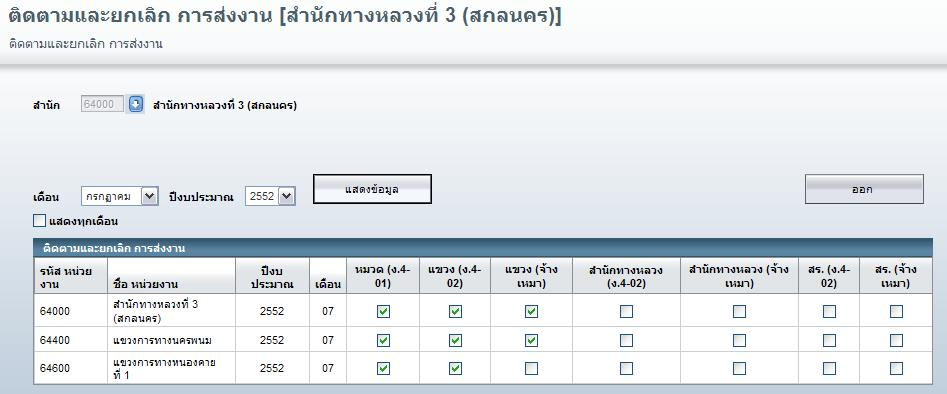 ติดตามและยกเลิก การส่งงาน [สำนักทางหลวงที่ 3 (สกลนคร)]
ติดตามและยกเลิก การส่งงาน
สำนัก 64000 สำนักทางหลวงที่ 3 (สกลนคร)
เดือน กรกฎาคม ปีงบประมาณ 2552 แสดงข้อมูล ออก
แสดงทุกเดือน
ติดตามและยกเลิก การส่งงาน
รหัส หน่วย
งาน
ชื่อ หน่วยงาน
ปีงบ
ประมาณ
เดือน
หมวด (ง.4-
01)
แขวง (ง.4-
02)
แขวง (จ้าง
เหมา)
สำนักทางหลวง
(ง.4-02)
สำนักทางหลวง (จ้าง
เหมา)
สร. (ง.4-
02)
สร. (จ้าง
เหมา)
64000 สำนักทางหลวงที่ 3
(สกลนคร) 2552 07
64400 แขวงการทางนครพนม 2552 07
64600 แขวงการทางหนองคาย
ที่ 1 2552 07